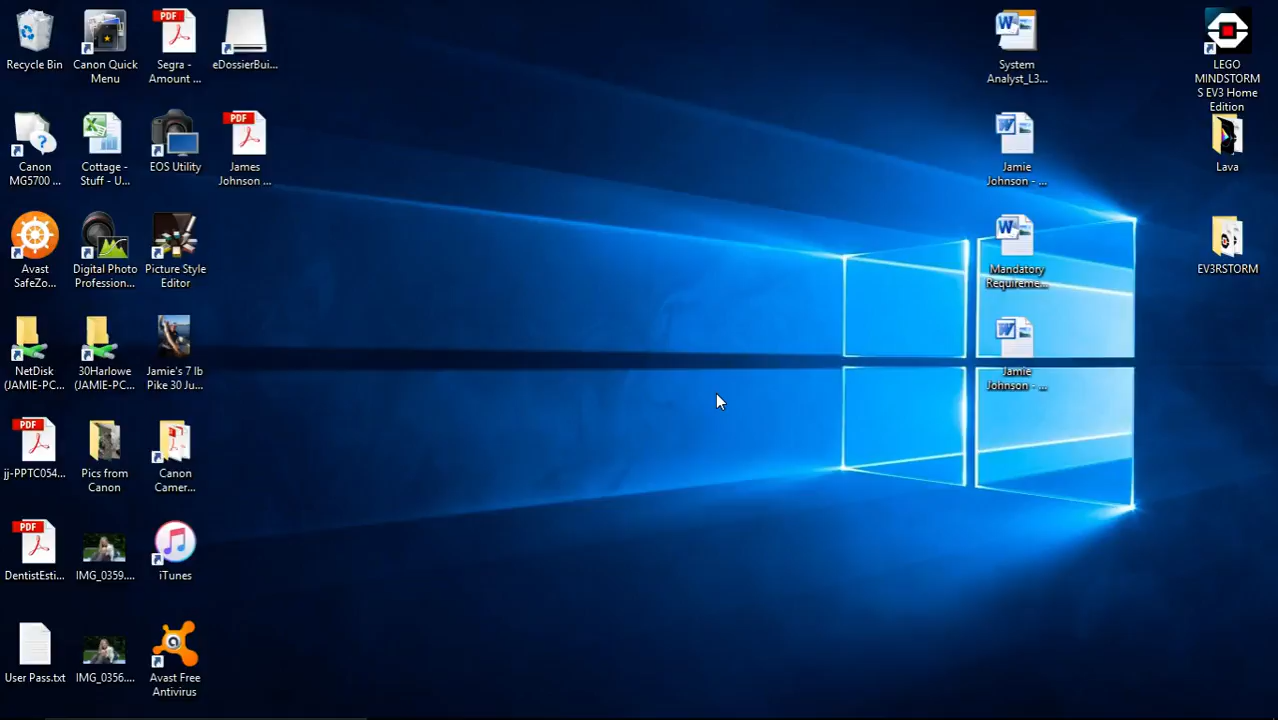 Recycle Bin
Canon Quick
Menu
PDF
Segra -
Amount ...
eDossierBui...
Canon
MG5700 ...
Cottage -
Stuff - U...
EOS Utility
PDF
James
Johnson ...
Avast
SafeZo...
Digital Photo
Profession...
Picture Style
Editor
NetDisk
(JAMIE-PC...
30Harlowe
(JAMIE-PC...
Jamie's 7 lb
Pike 30 Ju...
PDF
jj-PPTC054...
Pics from
Canon
Canon
Camer...
PDF
DentistEsti...
IMG_0359....
iTunes
User Pass.txt
IMG_0356....
Avast Free
Antivirus
System
Analyst_L3...
Jamie
Johnson - ...
Mandatory
Requireme...
Jamie
Johnson - ...
LEGO
MINDSTORM
S EV3 Home
Edition
Lava
EV3RSTORM